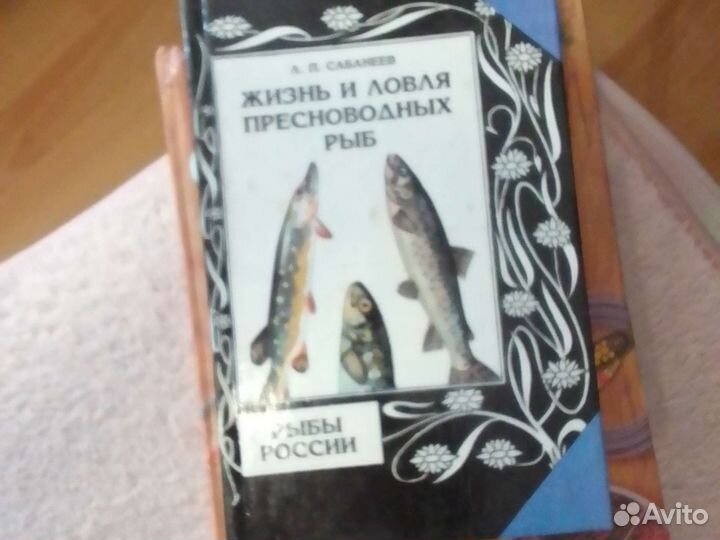 Л. П. САБАНЕЕВ
ЖИЗНЬ И ЛОВЛЯ
ПРЕСНОВОДНЫХ
РЫБ
РЫБЫ
РОССИИ
Avito